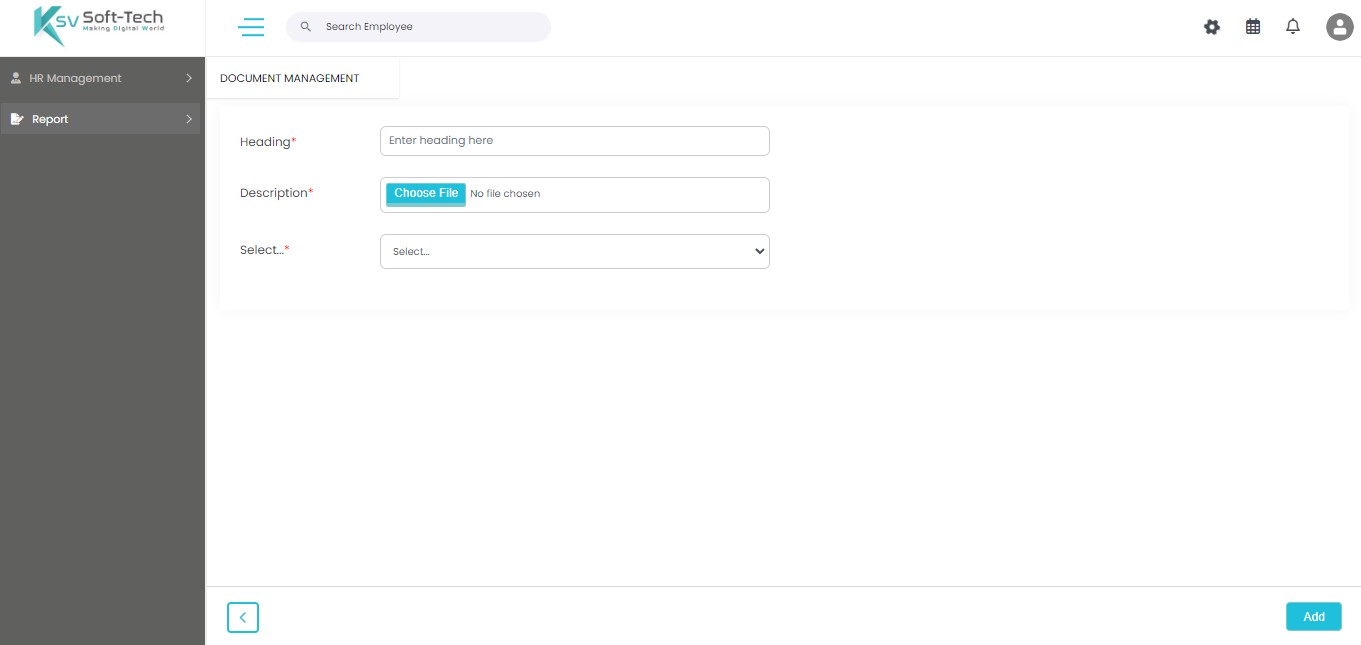 KSV Soft-Tech
Making Digital World
Search Employee
HR Management
Report
DOCUMENT MANAGEMENT
Heading*
Enter heading here
Description*
Choose File No file chosen
Select...*
Select...
Add